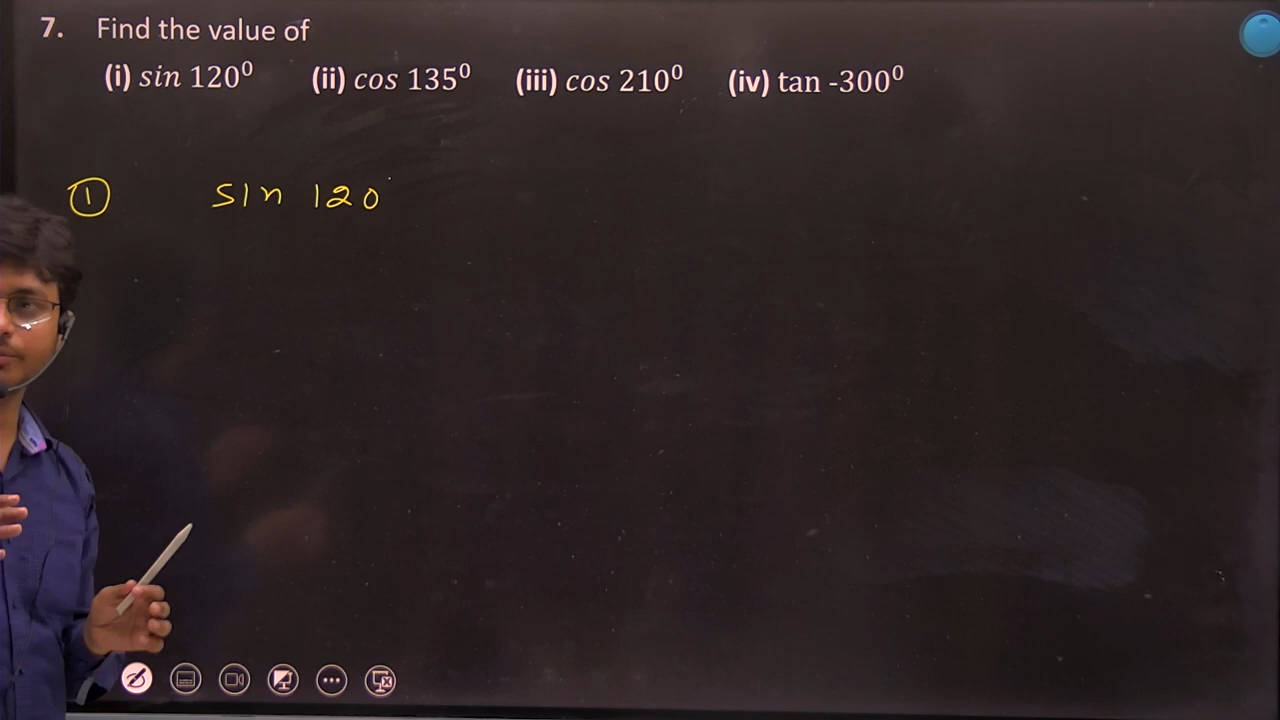 7. Find the value of
(i) sin 120⁰ (ii) cos 135⁰ (iii) cos 210⁰ (iv) tan -300⁰
① sin 120